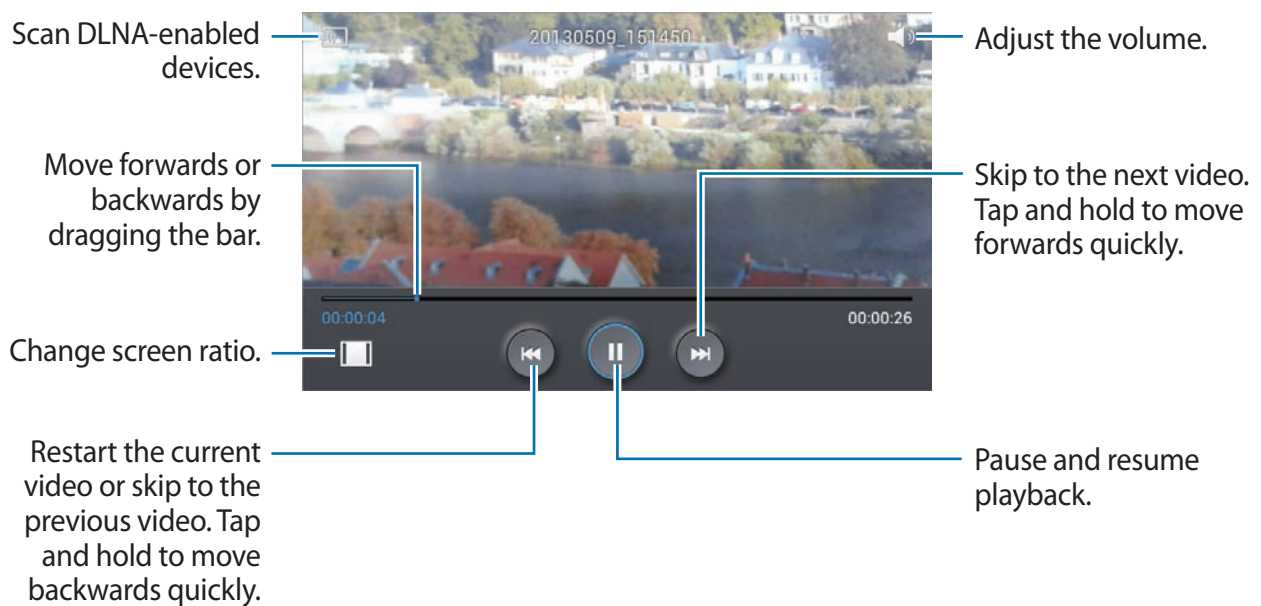 Scan DLNA-enabled
devices.
20130509_151450
Adjust the volume.
Move forwards or
backwards by
dragging the bar.
Skip to the next video.
Tap and hold to move
forwards quickly.
00:00:04
00:00:26
Change screen ratio.
Restart the current
video or skip to the
previous video. Tap
and hold to move
backwards quickly.
Pause and resume
playback.